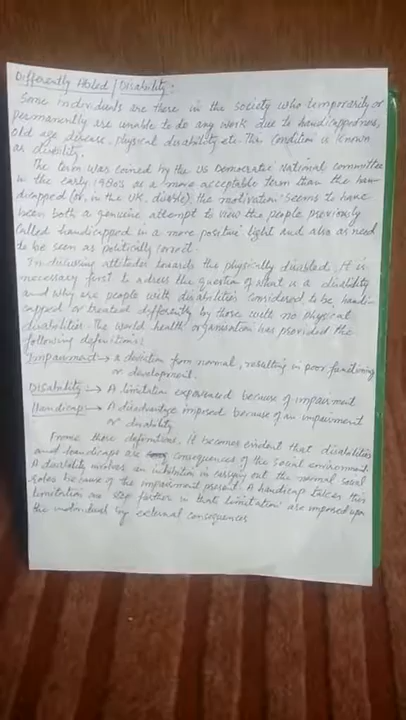 Differently Abled / Disability :
Some individuals are there in the society who temporarily or
permanently are unable to do any work due to handicappedness,
old age disease, physical disability etc. This condition is known
as disability.
The term was coined by the US Democratic National committee
in the early 1980s as a more acceptable term than the han-
dicapped (or, in the UK, disable), the motivation seems to have
been both a genuine attempt to view the people previously
called handicapped in a more positive light and also as need
to be seen as politically correct.
In discussing attitudes towards the physically disabled, it is
necessary first to adress the question of what is a disability
and why are people with disabilities considered to be handi-
capped or treated differently by those with no physical
disabilities. The world health organisation has provided the
following definitions:
Impairment → a deviation from normal, resulting in poor functioning
or development.
Disability → A limitation experienced because of impairment
Handicap → A disadvantage imposed because of an impairment
or disability
From these definitions, it becomes evident that disabilities
and handicaps are consequences of the social environment.
A disability involves an inhibition in carrying out the normal social
roles because of the impairment present. A handicap takes this
limitation one step further in that limitation are imposed upon
the individual by external consequences